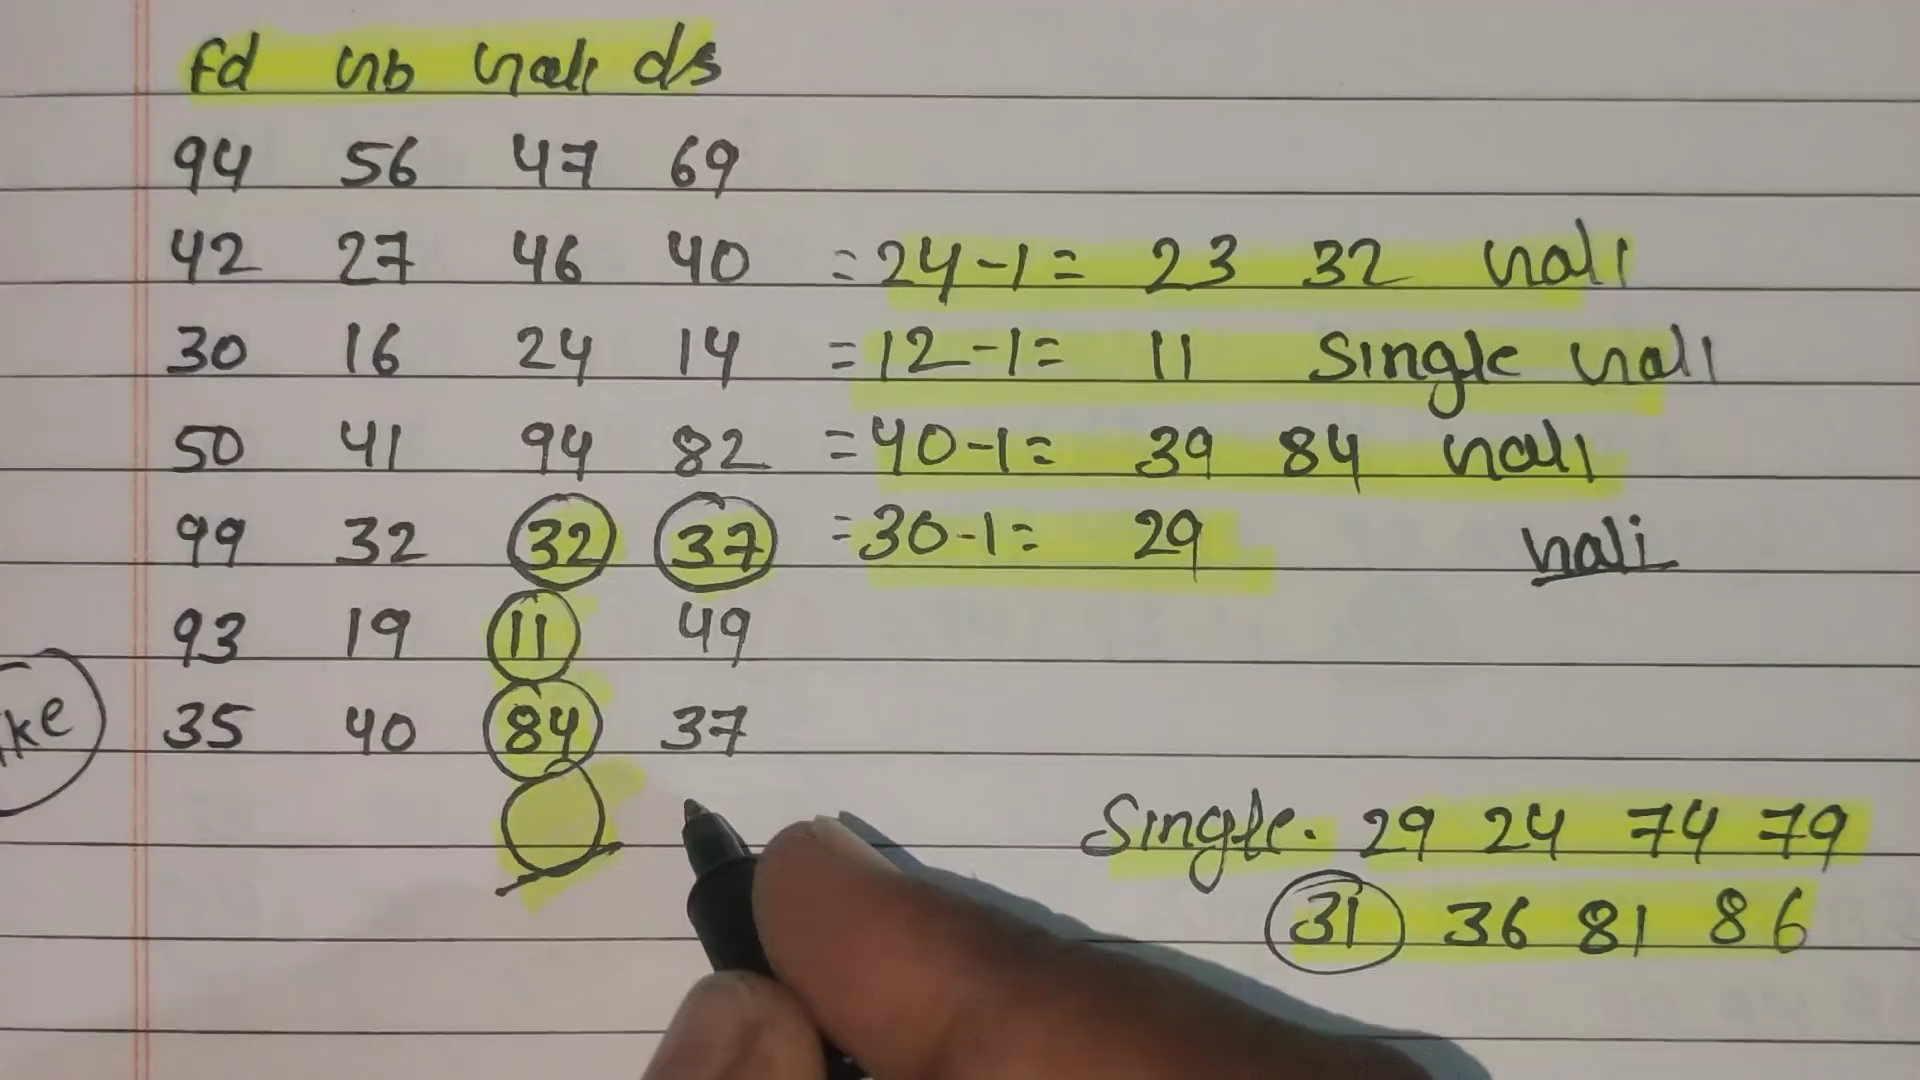 fd gb gali ds
94 56 47 69
42 27 46 40 = 24 - 1 = 23 32 gali
30 16 24 14 = 12 - 1 = 11 Single gali
50 41 94 82 = 40 - 1 = 39 84 gali
99 32 32 37 = 30 - 1 = 29 gali
93 19 11 49
ke 35 40 84 37
Single. 29 24 74 79
31 36 81 86